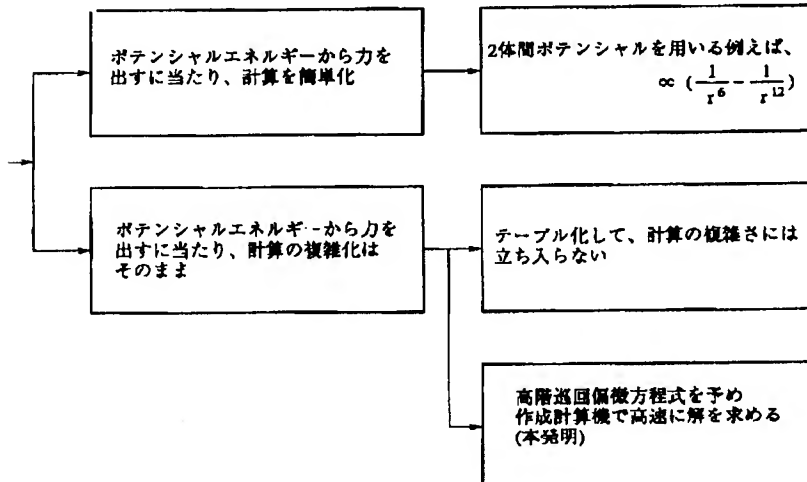 ポテンシャルエネルギーから力を
出すに当たり、計算を簡単化
2体間ポテンシャルを用いる例えば、
∝ (1/r^6 - 1/r^12)
ポテンシャルエネルギーから力を
出すに当たり、計算の複雑化は
そのまま
テーブル化して、計算の複雑さには
立ち入らない
高階巡回偏微方程式を予め
作成計算機で高速に解を求める
(本発明)